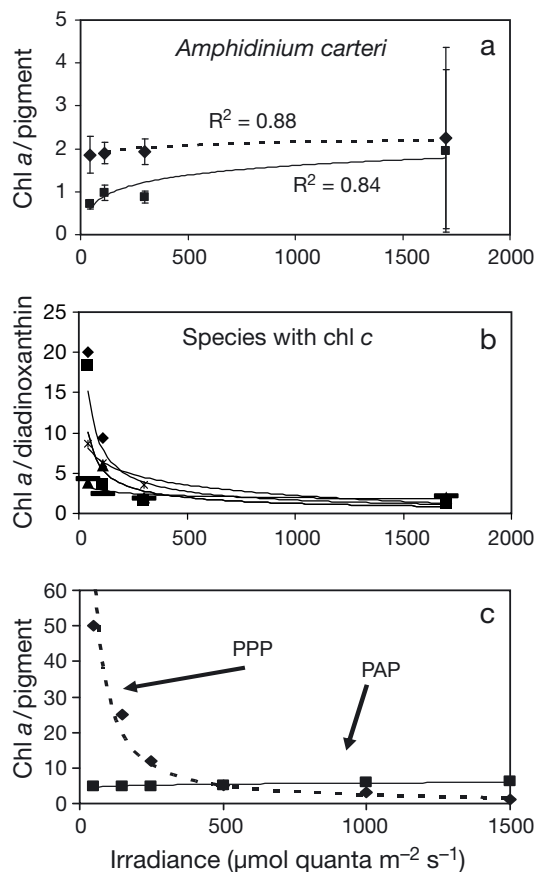 Amphidinium carteri
a
5
4
3
2
1
0
Chl a/pigment
R² = 0.88
R² = 0.84
0 500 1000 1500 2000
Species with chl c
b
25
20
15
10
5
0
Chl a/diadinoxanthin
0 500 1000 1500 2000
c
60
50
40
30
20
10
0
Chl a/pigment
PPP
PAP
0 500 1000 1500
Irradiance (µmol quanta m⁻² s⁻¹)